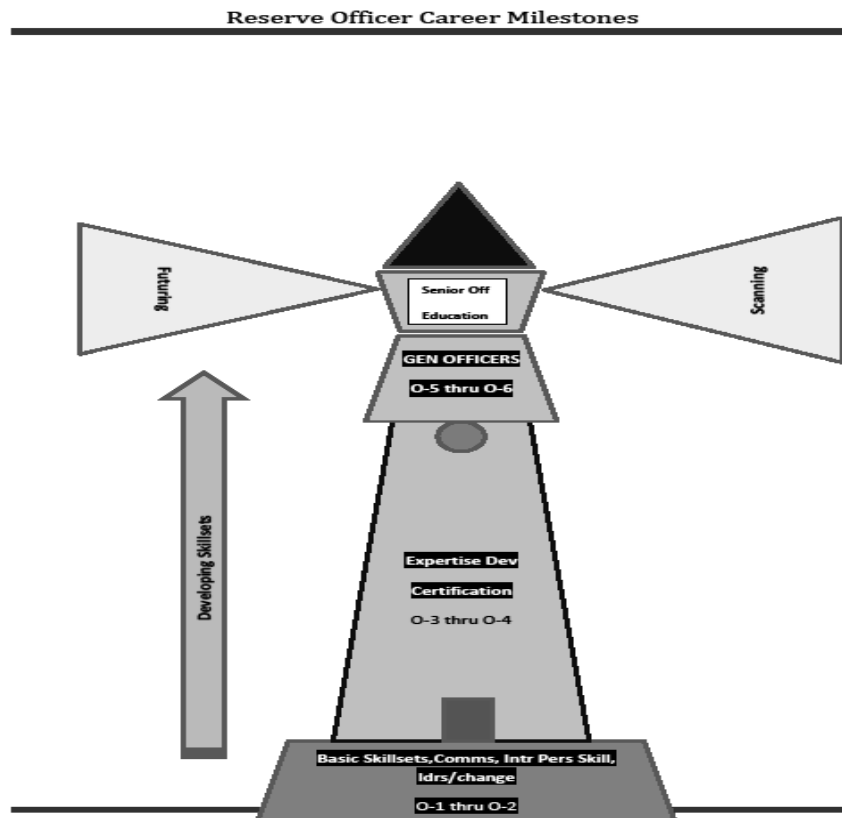 Reserve Officer Career Milestones
Futuring
Senior Off
Education
Scanning
GEN OFFICERS
O-5 thru O-6
Developing Skillsets
Expertise Dev
Certification
O-3 thru O-4
Basic Skillsets,Comms, Intr Pers Skill,
ldrs/change
O-1 thru O-2